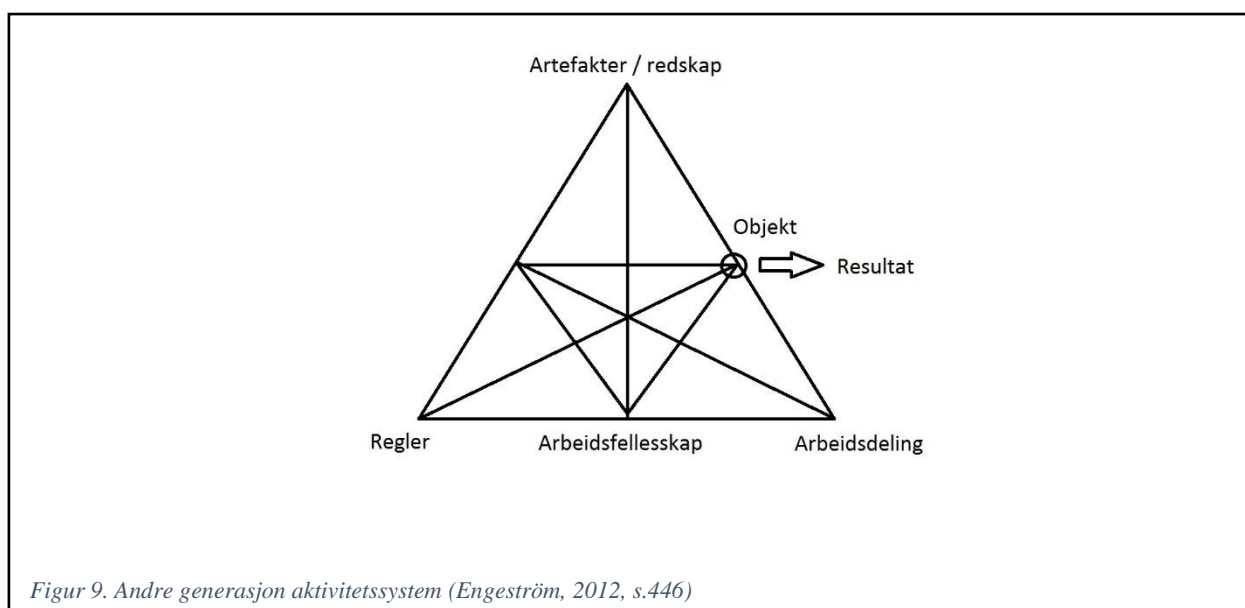 Artefakter / redskap
Objekt
Resultat
Regler
Arbeidsfellesskap
Arbeidsdeling
Figur 9. Andre generasjon aktivitetssystem (Engeström, 2012, s.446)